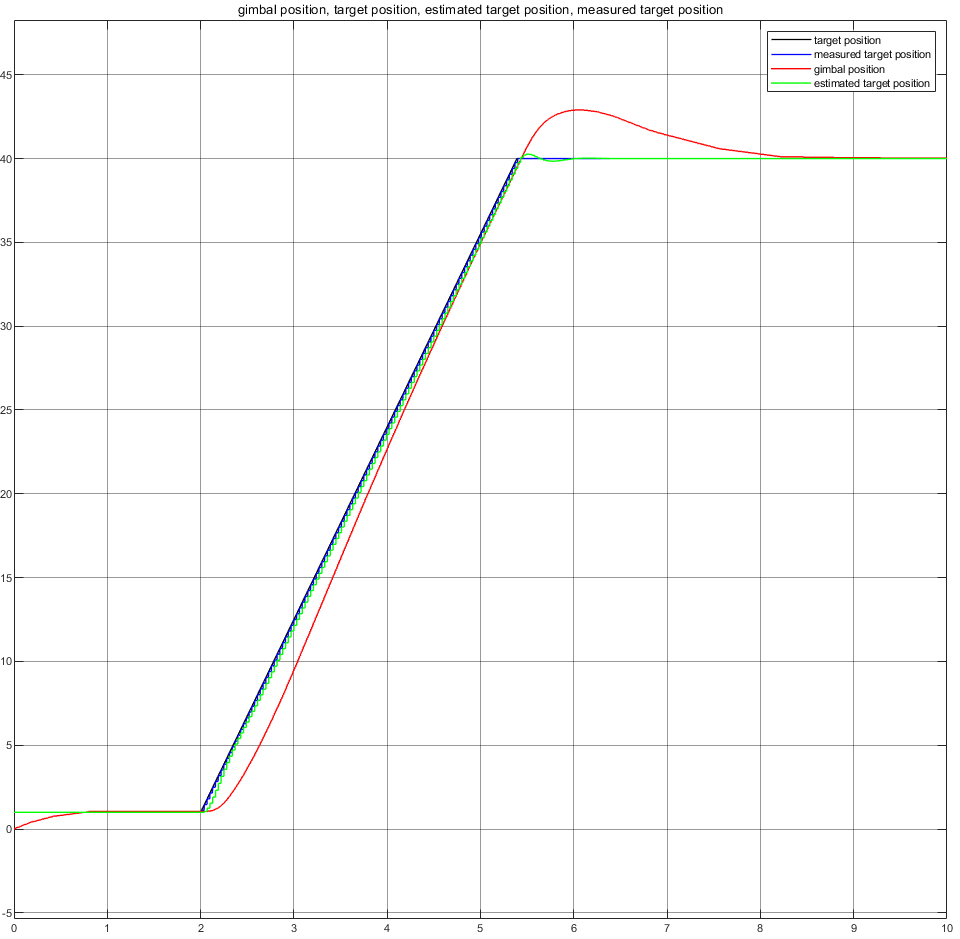 gimbal position, target position, estimated target position, measured target position
target position
measured target position
gimbal position
estimated target position
45
40
35
30
25
20
15
10
5
0
-5
0 1 2 3 4 5 6 7 8 9 10